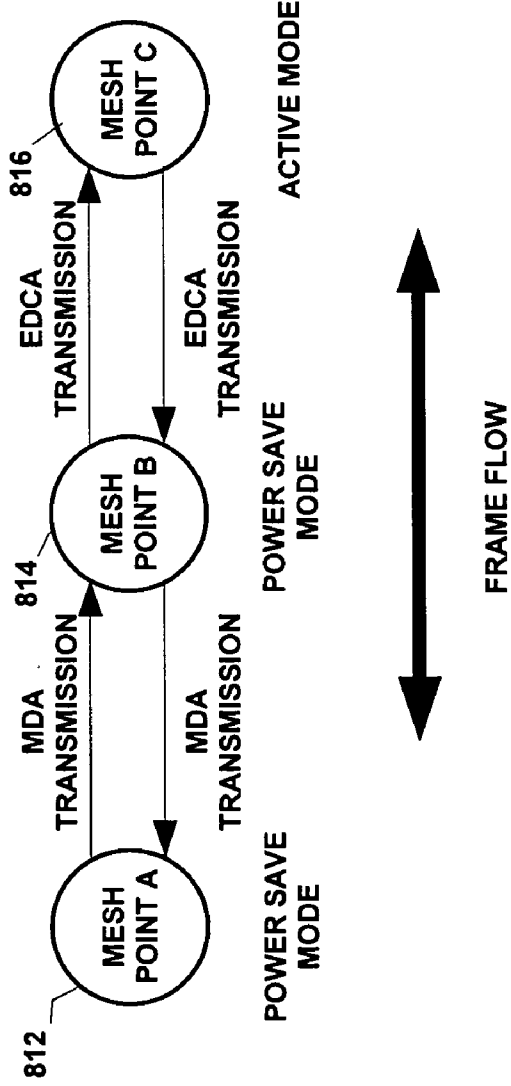 812
MESH
POINT A
POWER SAVE
MODE
MDA
TRANSMISSION
MDA
TRANSMISSION
814
MESH
POINT B
POWER SAVE
MODE
EDCA
TRANSMISSION
EDCA
TRANSMISSION
816
MESH
POINT C
ACTIVE MODE
FRAME FLOW